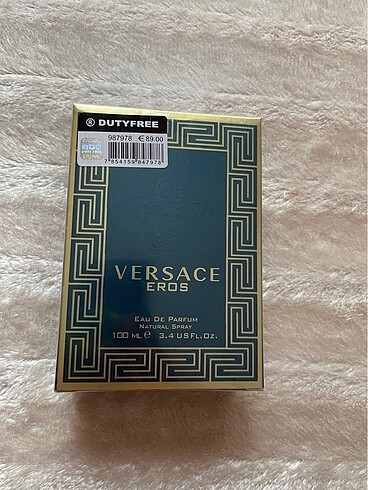 ® DUTYFREE
987978 € 89.00
7 854159 847978
VERSACE
EROS
EAU DE PARFUM
NATURAL SPRAY
100 ML ℮ 3.4 US FL.OZ.